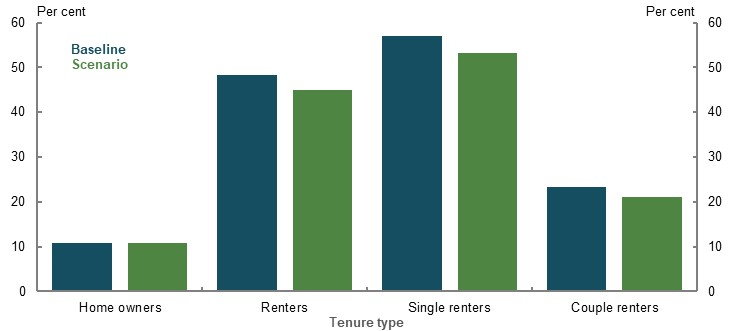 Per cent Per cent
60 60
Baseline
Scenario
50 50
40 40
30 30
20 20
10 10
0 0
Home owners Renters Single renters Couple renters
Tenure type